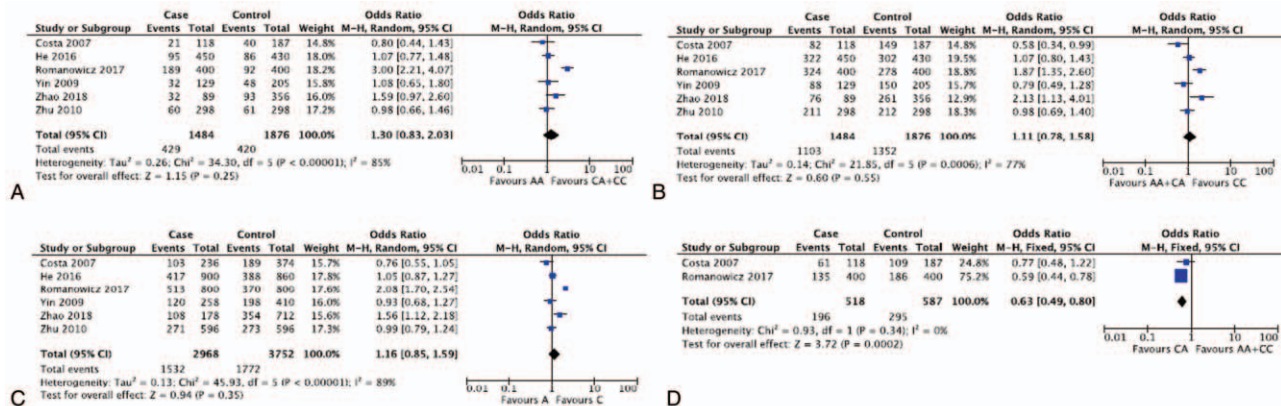 Case Control Odds Ratio Odds Ratio
Study or Subgroup Events Total Events Total Weight M-H, Random, 95% CI M-H, Random, 95% CI
Costa 2007 21 118 40 187 14.8% 0.80 [0.44, 1.43]
He 2016 95 450 86 430 18.0% 1.07 [0.77, 1.48]
Romanowicz 2017 189 400 92 400 18.2% 3.00 [2.21, 4.07]
Yin 2009 32 129 48 205 15.8% 1.08 [0.65, 1.80]
Zhao 2018 32 89 93 356 15.9% 1.59 [0.97, 2.60]
Zhu 2010 60 298 61 298 17.2% 0.98 [0.66, 1.46]
Total (95% CI) 1484 1876 100.0% 1.30 [0.83, 2.03]
Total events 429 420
Heterogeneity: Tau² = 0.26; Chi² = 34.30, df = 5 (P < 0.00001); I² = 85%
Test for overall effect: Z = 1.15 (P = 0.25)
0.01 0.1 1 10 100
Favours AA Favours CA+CC
A
Case Control Odds Ratio Odds Ratio
Study or Subgroup Events Total Events Total Weight M-H, Random, 95% CI M-H, Random, 95% CI
Costa 2007 82 118 149 187 14.7% 0.58 [0.34, 0.99]
He 2016 322 450 302 430 19.9% 1.07 [0.80, 1.43]
Romanowicz 2017 324 400 278 400 19.2% 1.87 [1.35, 2.60]
Yin 2009 88 129 150 205 15.6% 0.79 [0.49, 1.28]
Zhao 2018 76 89 261 356 12.9% 2.13 [1.13, 4.01]
Zhu 2010 211 298 212 298 18.3% 0.98 [0.69, 1.40]
Total (95% CI) 1484 1876 100.0% 1.11 [0.78, 1.58]
Total events 1103 1352
Heterogeneity: Tau² = 0.14; Chi² = 21.85, df = 5 (P = 0.0006); I² = 77%
Test for overall effect: Z = 0.60 (P = 0.55)
0.01 0.1 1 10 100
Favours AA+CA Favours CC
B
Case Control Odds Ratio Odds Ratio
Study or Subgroup Events Total Events Total Weight M-H, Random, 95% CI M-H, Random, 95% CI
Costa 2007 103 236 189 374 15.7% 0.76 [0.55, 1.05]
He 2016 417 900 388 860 17.9% 1.05 [0.87, 1.27]
Romanowicz 2017 513 800 370 800 17.8% 2.08 [1.70, 2.54]
Yin 2009 120 258 198 410 16.0% 0.93 [0.68, 1.27]
Zhao 2018 108 178 354 712 15.6% 1.56 [1.12, 2.18]
Zhu 2010 271 596 273 596 17.3% 0.99 [0.79, 1.24]
Total (95% CI) 2968 3752 100.0% 1.16 [0.85, 1.59]
Total events 1532 1772
Heterogeneity: Tau² = 0.13; Chi² = 45.93, df = 5 (P < 0.00001); I² = 89%
Test for overall effect: Z = 0.94 (P = 0.35)
0.01 0.1 1 10 100
Favours A Favours C
C
Case Control Odds Ratio Odds Ratio
Study or Subgroup Events Total Events Total Weight M-H, Fixed, 95% CI M-H, Fixed, 95% CI
Costa 2007 61 118 109 187 24.8% 0.77 [0.48, 1.22]
Romanowicz 2017 135 400 186 400 75.2% 0.59 [0.44, 0.78]
Total (95% CI) 518 587 100.0% 0.63 [0.49, 0.80]
Total events 196 295
Heterogeneity: Chi² = 0.93, df = 1 (P = 0.34); I² = 0%
Test for overall effect: Z = 3.72 (P = 0.0002)
0.01 0.1 1 10 100
Favours CA Favours AA+CC
D